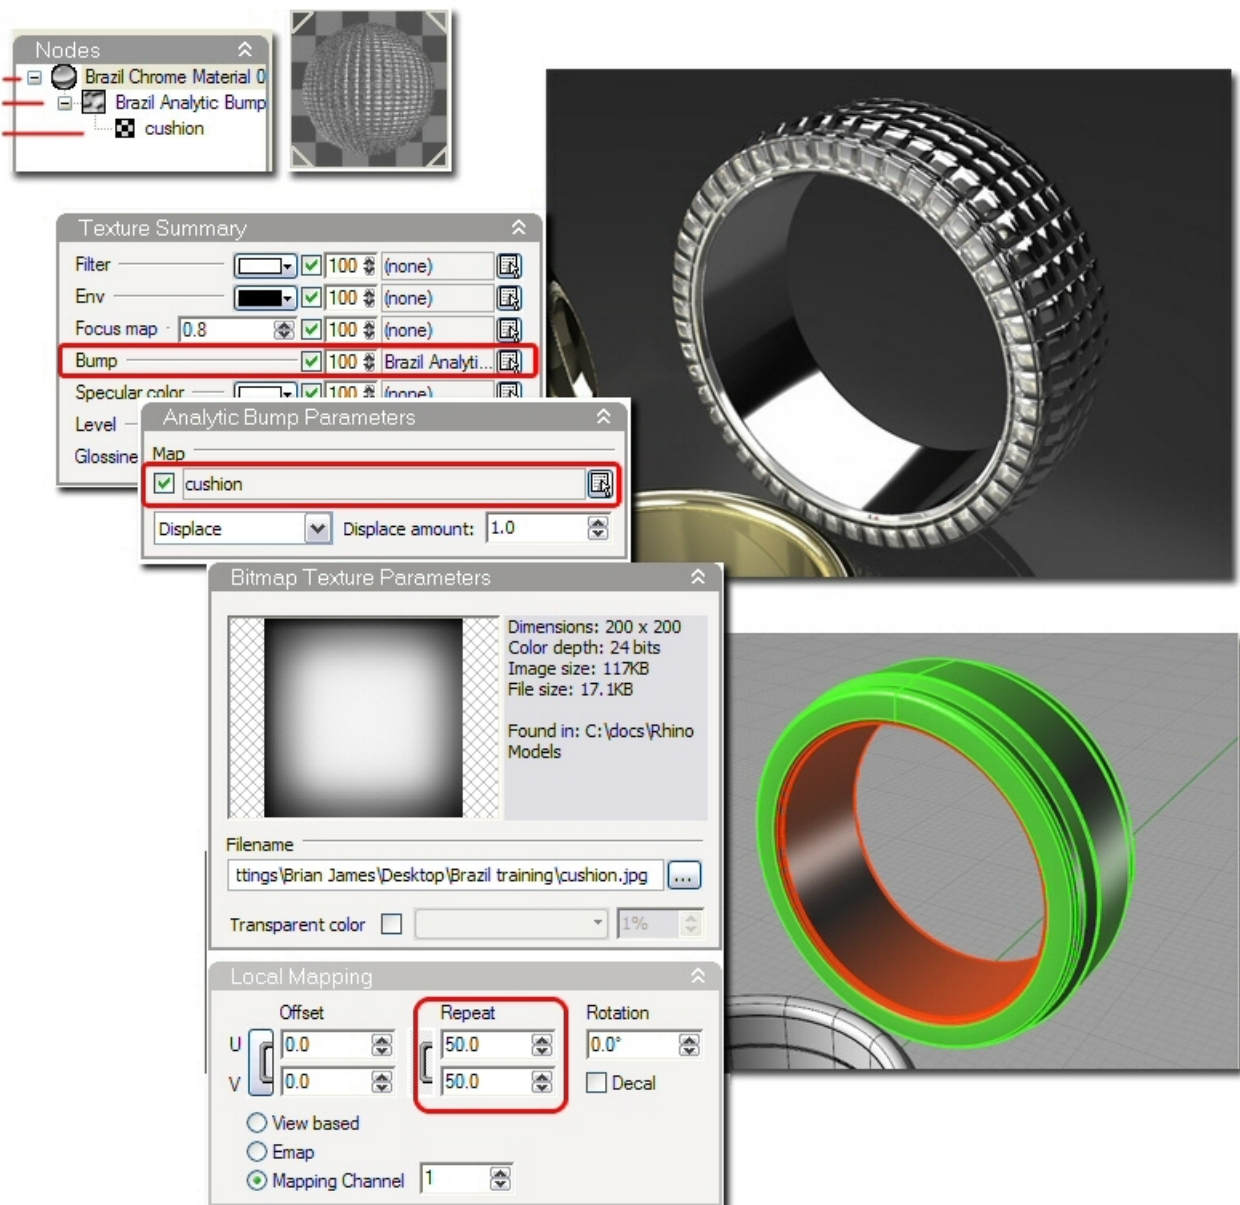 Nodes
Brazil Chrome Material 0
Brazil Analytic Bump
cushion
Texture Summary
Filter 100 (none)
Env 100 (none)
Focus map 0.8 100 (none)
Bump 100 Brazil Analyti...
Specular color 100 (none)
Level
Glossine
Analytic Bump Parameters
Map
cushion
Displace Displace amount: 1.0
Bitmap Texture Parameters
Dimensions: 200 x 200
Color depth: 24 bits
Image size: 117KB
File size: 17.1KB
Found in: C:\docs\Rhino
Models
Filename
ttings\Brian James\Desktop\Brazil training\cushion.jpg ...
Transparent color 1%
Local Mapping
Offset Repeat Rotation
U 0.0 50.0 0.0°
V 0.0 50.0 Decal
View based
Emap
Mapping Channel 1